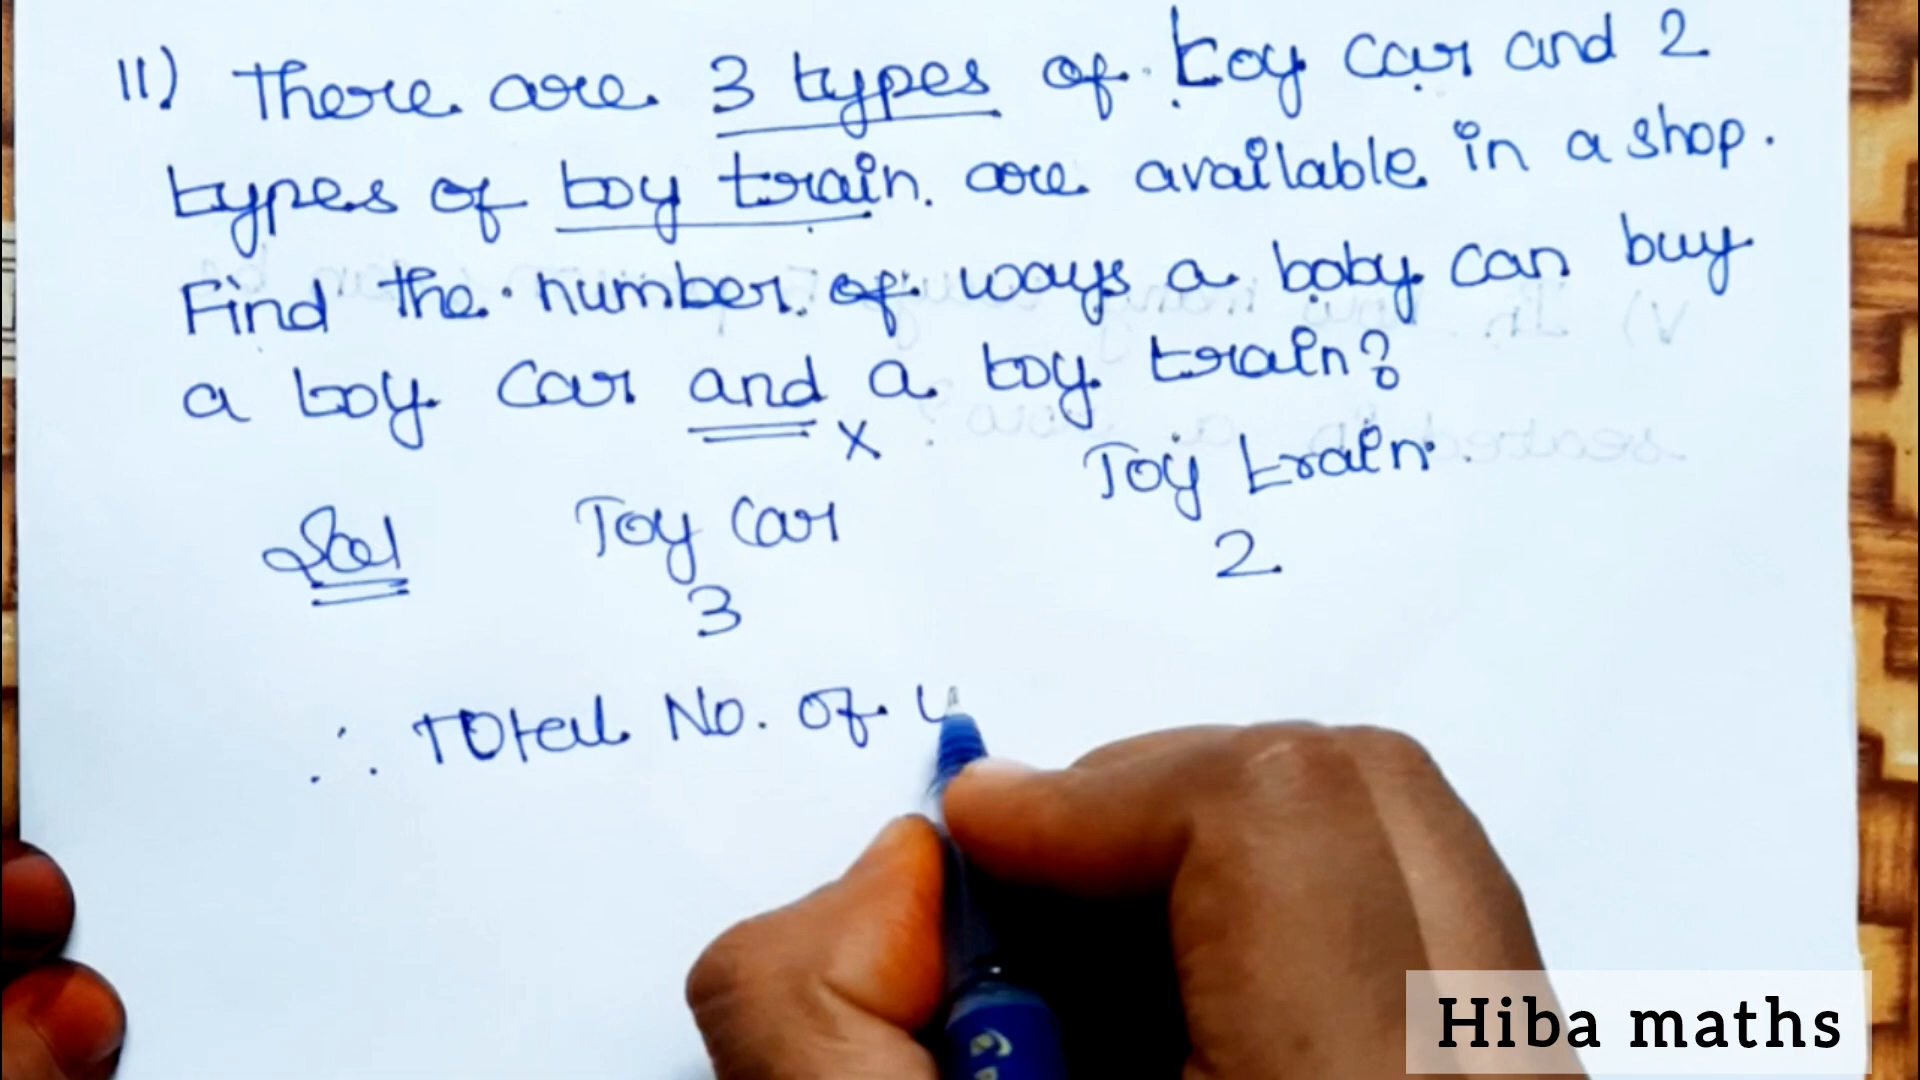 11) There are 3 types of toy car and 2
types of toy train are available in a shop.
Find the number of ways a baby can buy
a toy car and a toy train?
x
Toy train
Sol Toy Car
3 2
∴ Total No. of
Hiba maths